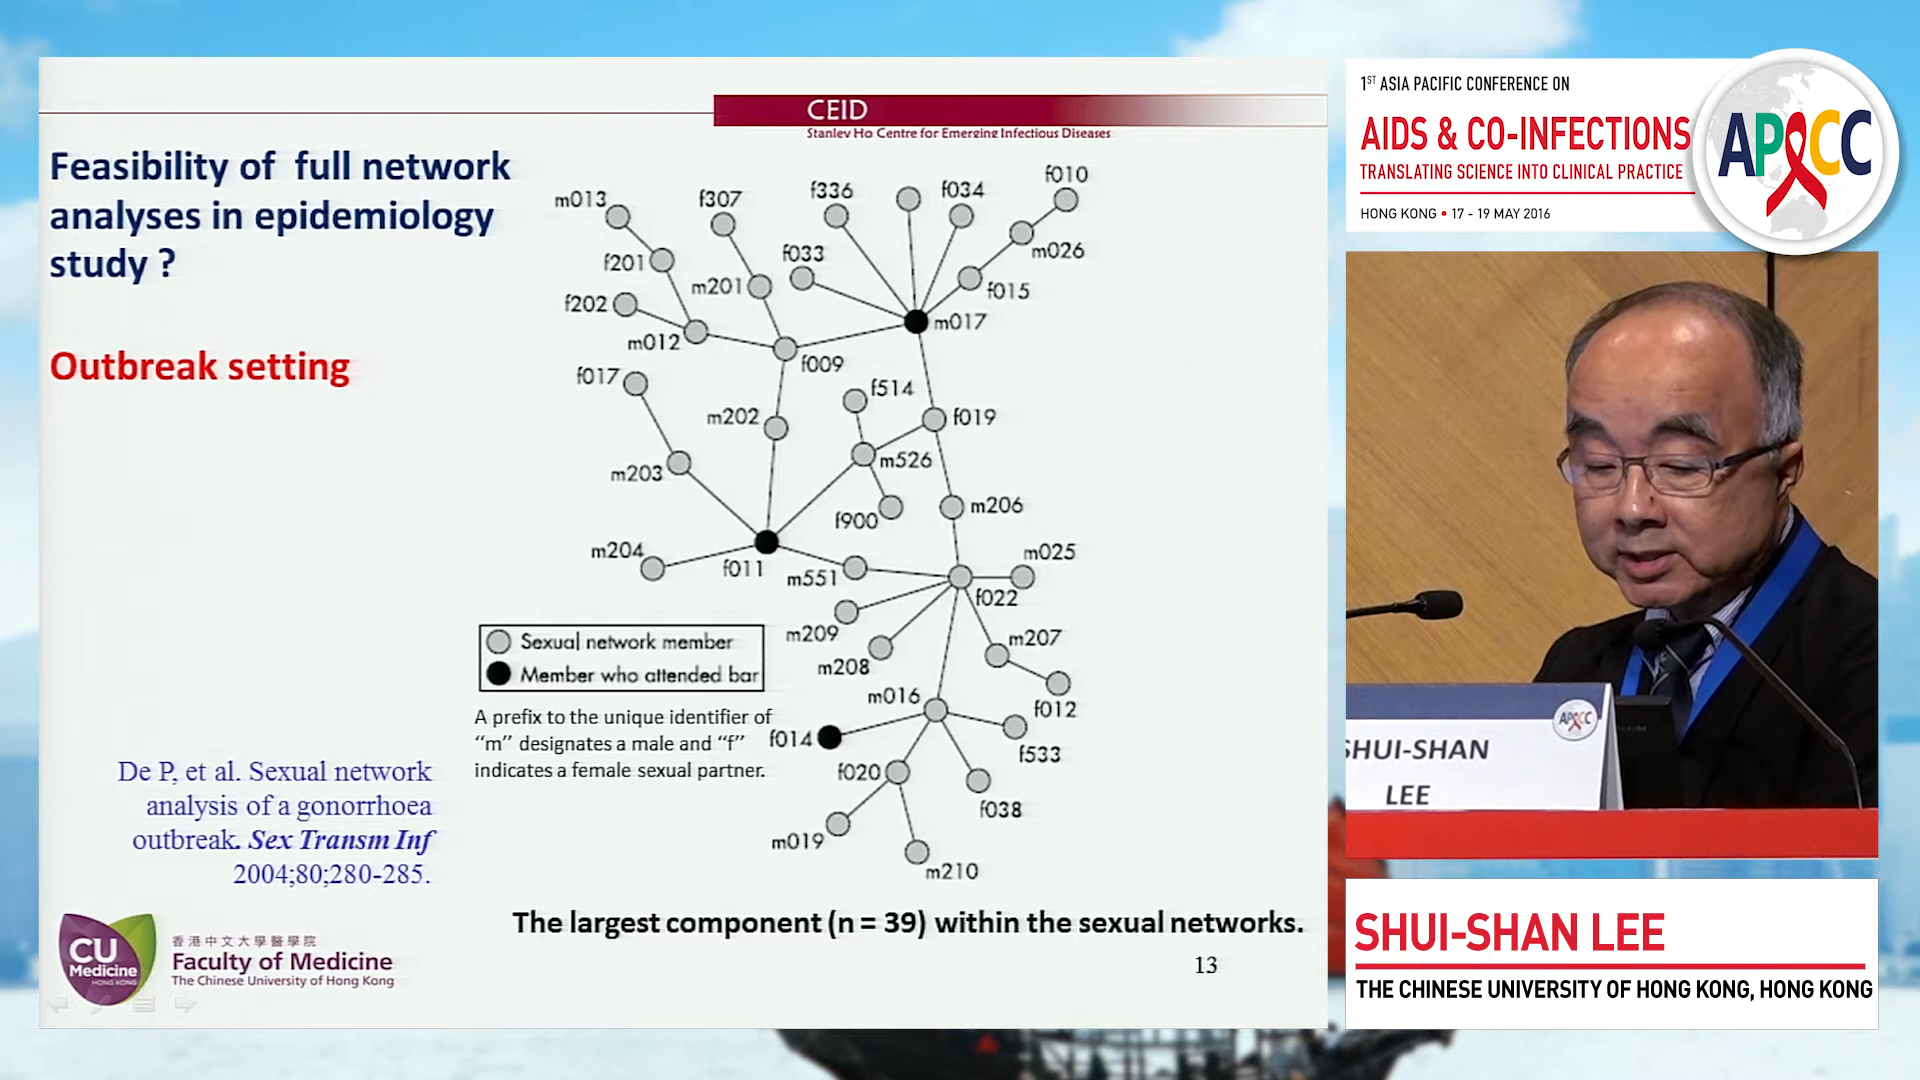 CEID
Stanley Ho Centre for Emerging Infectious Diseases
Feasibility of full network
analyses in epidemiology
study ?
Outbreak setting
m013
f307
f336
f034
f010
f201
f033
m026
m201
f015
f202
m012
m017
f009
f017
f514
m202
f019
m203
m526
f900
m206
m204
f011
m551
m025
f022
m209
m207
m208
m016
f012
f014
f533
f020
f038
m019
m210
Sexual network member
Member who attended bar
A prefix to the unique identifier of
“m” designates a male and “f”
indicates a female sexual partner.
De P, et al. Sexual network
analysis of a gonorrhoea
outbreak. Sex Transm Inf
2004;80;280-285.
The largest component (n = 39) within the sexual networks.
13
CU
Medicine
HONG KONG
香港中文大學醫學院
Faculty of Medicine
The Chinese University of Hong Kong
1ST ASIA PACIFIC CONFERENCE ON
AIDS & CO-INFECTIONS
TRANSLATING SCIENCE INTO CLINICAL PRACTICE
HONG KONG • 17 - 19 MAY 2016
APCC
APCC
SHUI-SHAN
LEE
SHUI-SHAN LEE
THE CHINESE UNIVERSITY OF HONG KONG, HONG KONG